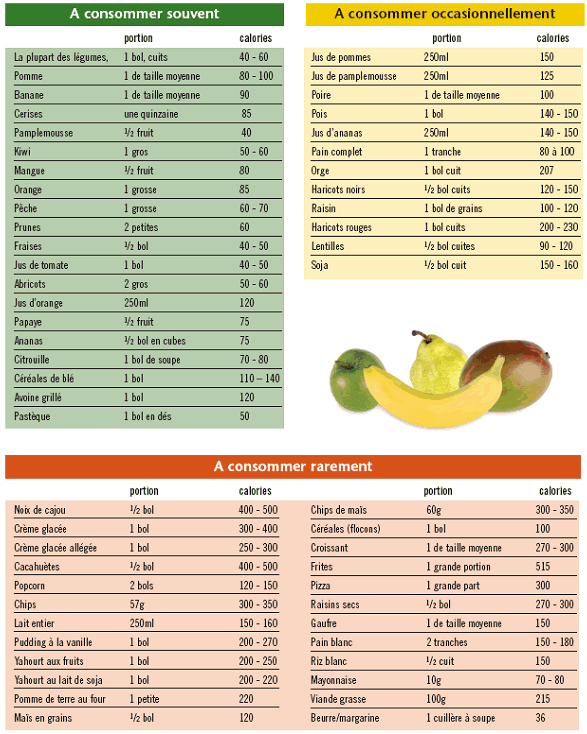 A consommer souvent
portion calories
La plupart des légumes, 1 bol, cuits 40 - 60
Pomme 1 de taille moyenne 80 - 100
Banane 1 de taille moyenne 90
Cerises une quinzaine 85
Pamplemousse 1/2 fruit 40
Kiwi 1 gros 50 - 60
Mangue 1/2 fruit 80
Orange 1 grosse 85
Pêche 1 grosse 60 - 70
Prunes 2 petites 60
Fraises 1/2 bol 40 - 50
Jus de tomate 1 bol 40 - 50
Abricots 2 gros 50 - 60
Jus d'orange 250ml 120
Papaye 1/2 fruit 75
Ananas 1/2 bol en cubes 75
Citrouille 1 bol de soupe 70 - 80
Céréales de blé 1 bol 110 – 140
Avoine grillé 1 bol 120
Pastèque 1 bol en dés 50
A consommer occasionnellement
portion calories
Jus de pommes 250ml 150
Jus de pamplemousse 250ml 125
Poire 1 de taille moyenne 100
Pois 1 bol 140 - 150
Jus d'ananas 250ml 140 - 150
Pain complet 1 tranche 80 à 100
Orge 1 bol cuit 207
Haricots noirs 1/2 bol cuits 120 - 150
Raisin 1 bol de grains 100 - 120
Haricots rouges 1 bol cuits 200 - 230
Lentilles 1/2 bol cuites 90 - 120
Soja 1/2 bol cuit 150 - 160
A consommer rarement
portion calories
Noix de cajou 1/2 bol 400 - 500
Crème glacée 1 bol 300 - 400
Crème glacée allégée 1 bol 250 - 300
Cacahuètes 1/2 bol 400 - 500
Popcorn 2 bols 120 - 150
Chips 57g 300 - 350
Lait entier 250ml 150 - 160
Pudding à la vanille 1 bol 200 - 270
Yahourt aux fruits 1 bol 200 - 250
Yahourt au lait de soja 1 bol 200 - 220
Pomme de terre au four 1 petite 220
Maïs en grains 1/2 bol 120
portion calories
Chips de maïs 60g 300 - 350
Céréales (flocons) 1 bol 100
Croissant 1 de taille moyenne 270 - 300
Frites 1 grande portion 515
Pizza 1 grande part 300
Raisins secs 1/2 bol 270 - 300
Gaufre 1 de taille moyenne 150
Pain blanc 2 tranches 150 - 180
Riz blanc 1/2 cuit 150
Mayonnaise 10g 70 - 80
Viande grasse 100g 215
Beurre/margarine 1 cuillère à soupe 36